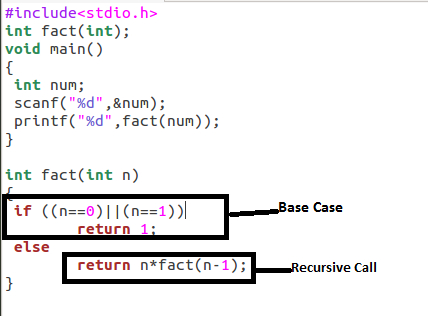 #include<stdio.h>
int fact(int);
void main()
{
int num;
scanf("%d",&num);
printf("%d",fact(num));
}
int fact(int n)
{
if ((n==0)||(n==1))
return 1;
Base Case
else
return n*fact(n-1);
Recursive Call
}